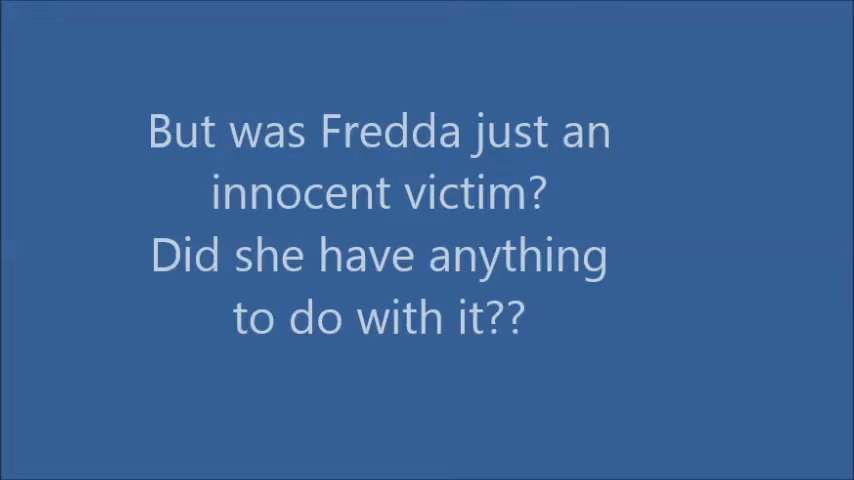 But was Fredda just an
innocent victim?
Did she have anything
to do with it??